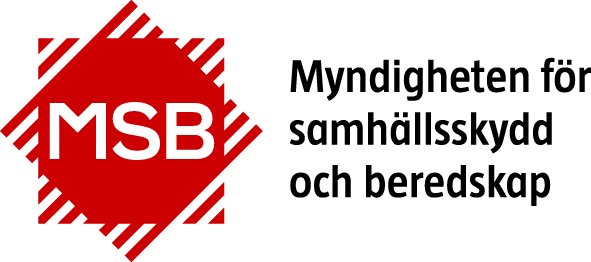 MSB
Myndigheten för
samhällsskydd
och beredskap